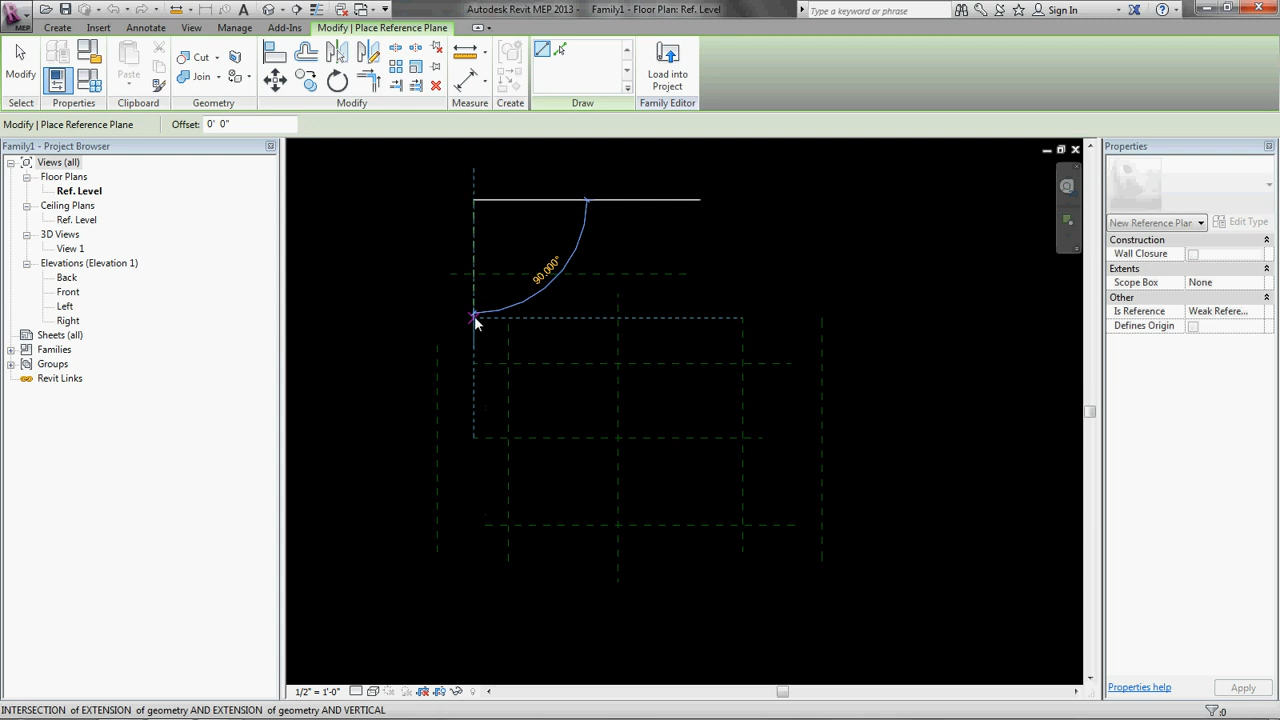 Autodesk Revit MEP 2013 - Family1 - Floor Plan: Ref. Level
Type a keyword or phrase
Sign In
MEP
Create
Insert
Annotate
View
Manage
Add-Ins
Modify | Place Reference Plane
Modify
Paste
Cut
Join
Load into
Project
Select
Properties
Clipboard
Geometry
Modify
Measure
Create
Draw
Family Editor
Modify | Place Reference Plane
Offset: 0' 0"
Family1 - Project Browser
Views (all)
Floor Plans
Ref. Level
Ceiling Plans
Ref. Level
3D Views
View 1
Elevations (Elevation 1)
Back
Front
Left
Right
Sheets (all)
Families
Groups
Revit Links
90.000°
Properties
New Reference Plar
Edit Type
Construction
Wall Closure
Extents
Scope Box None
Other
Is Reference Weak Refere...
Defines Origin
Properties help
Apply
1/2" = 1'-0"
INTERSECTION of EXTENSION of geometry AND EXTENSION of geometry AND VERTICAL
:0